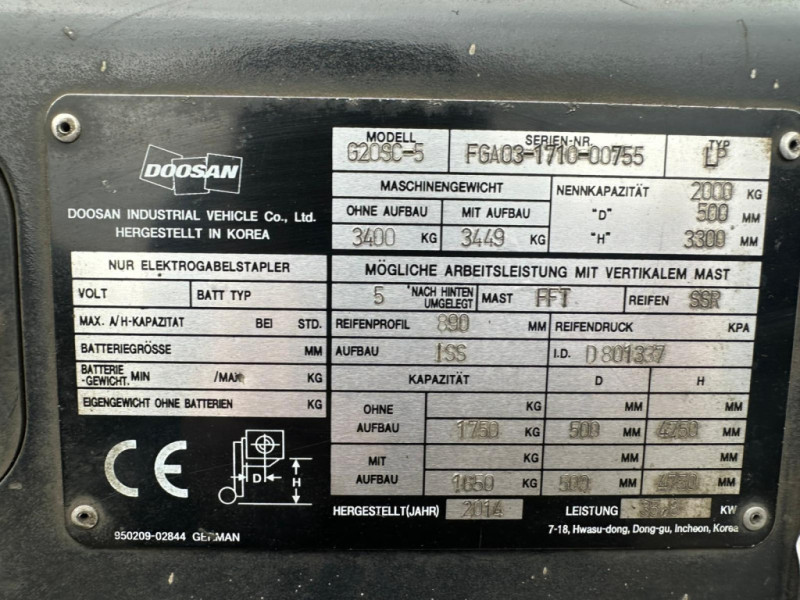 DOOSAN
DOOSAN INDUSTRIAL VEHICLE Co., Ltd.
HERGESTELLT IN KOREA
MODELL G20SC-5
SERIEN-NR. FGA03-1710-00755
TYP LP
MASCHINENGEWICHT
OHNE AUFBAU MIT AUFBAU
3400 KG 3449 KG
NENNKAPAZITÄT 2000 KG
"D" 500 MM
"H" 3300 MM
NUR ELEKTROGABELSTAPLER
VOLT BATT TYP
MAX. A/H-KAPAZITAT BEI STD.
BATTERIEGRÖSSE MM
BATTERIE -GEWICHT. MIN /MAX KG
EIGENGEWICHT OHNE BATTERIEN KG
MÖGLICHE ARBEITSLEISTUNG MIT VERTIKALEM MAST
5 °NACH HINTEN UMGELEGT MAST FFT REIFEN SSR
REIFENPROFIL 890 MM REIFENDRUCK KPA
AUFBAU ISS I.D. D801337
KAPAZITÄT D H
OHNE AUFBAU KG MM MM
1750 KG 500 MM 4250 MM
MIT AUFBAU KG MM MM
1650 KG 500 MM 4750 MM
HERGESTELLT(JAHR) 2014 LEISTUNG KW
7-18, Hwasu-dong, Dong-gu, Incheon, Korea
CE
D H
950209-02844 GERMAN